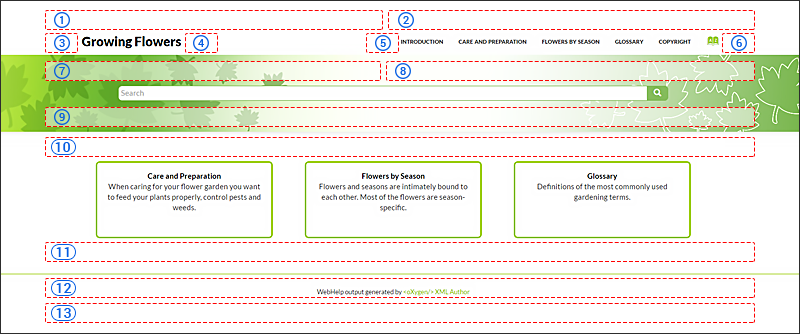 1 2
3 Growing Flowers 4 5 INTRODUCTION CARE AND PREPARATION FLOWERS BY SEASON GLOSSARY COPYRIGHT 6
7 8
Search
9
10
Care and Preparation
When caring for your flower garden you want
to feed your plants properly, control pests and
weeds.
Flowers by Season
Flowers and seasons are intimately bound to
each other. Most of the flowers are season-
specific.
Glossary
Definitions of the most commonly used
gardening terms.
11
12
WebHelp output generated by <oXygen/> XML Author
13